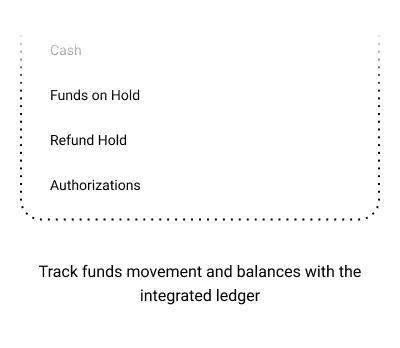 Cash
Funds on Hold
Refund Hold
Authorizations
Track funds movement and balances with the
integrated ledger